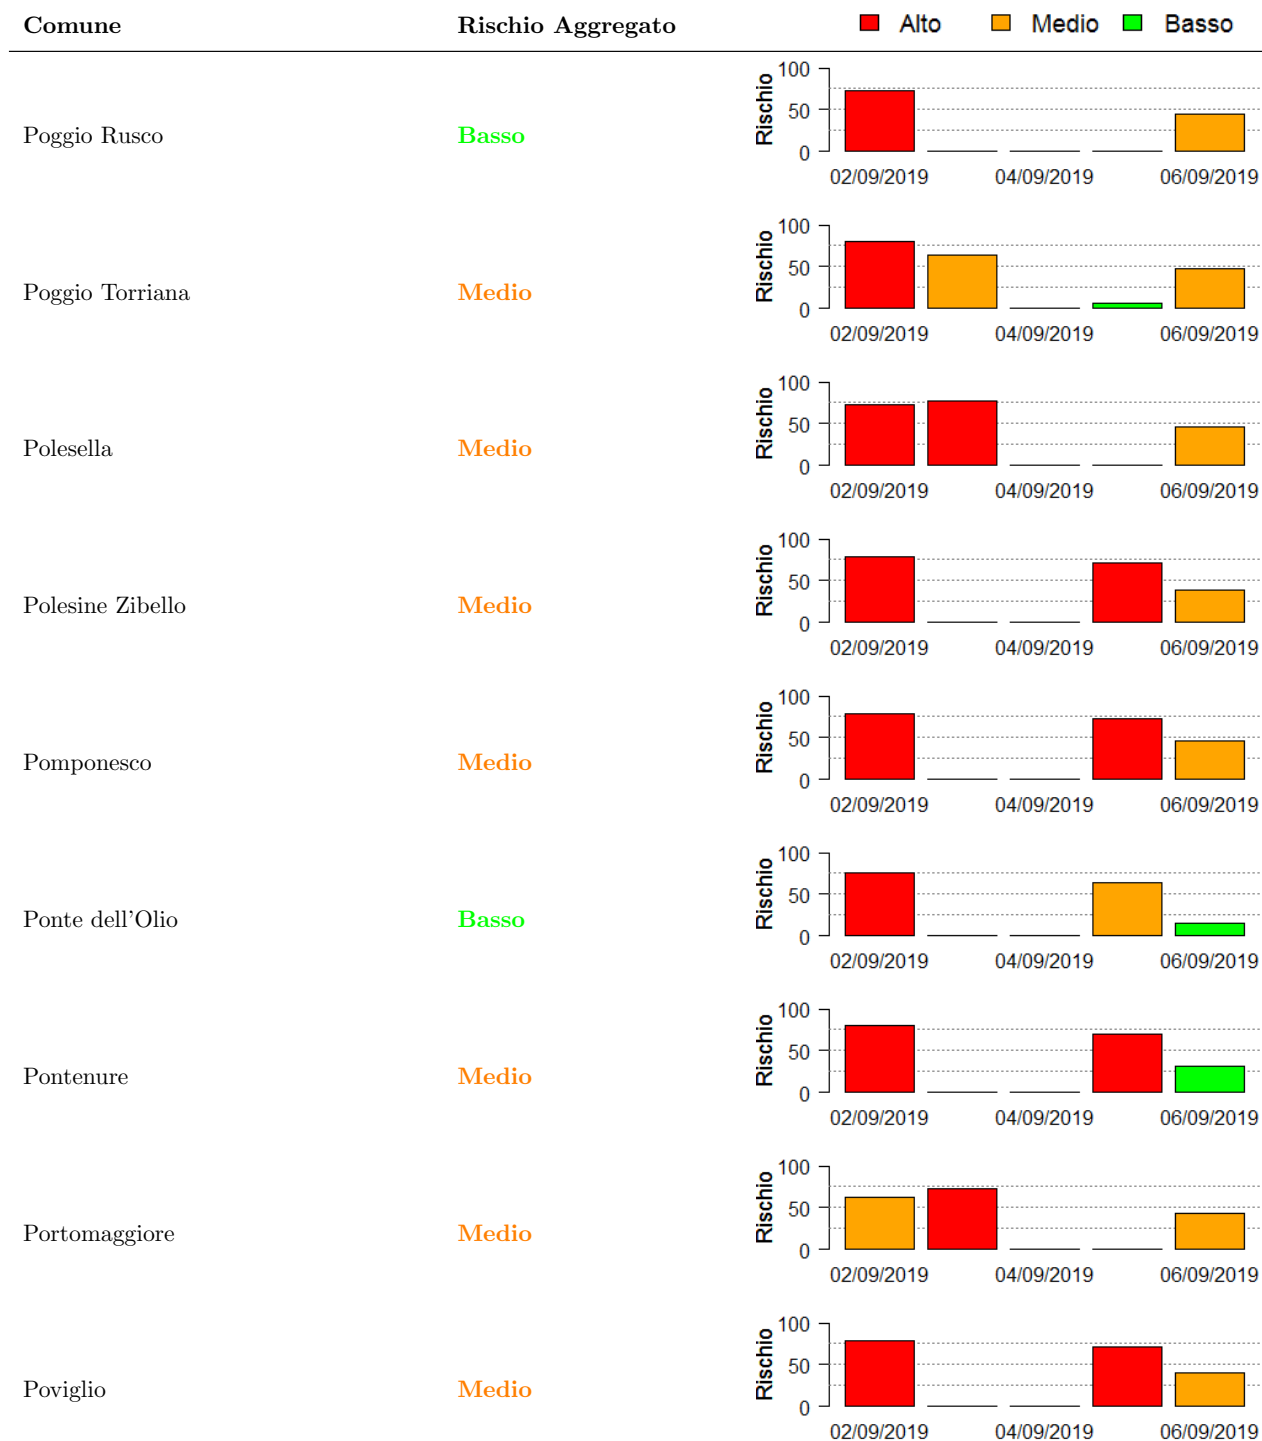 Comune Rischio Aggregato Alto Medio Basso
Poggio Rusco Basso
Rischio
100
50
0
02/09/2019 04/09/2019 06/09/2019
Poggio Torriana Medio
Rischio
100
50
0
02/09/2019 04/09/2019 06/09/2019
Polesella Medio
Rischio
100
50
0
02/09/2019 04/09/2019 06/09/2019
Polesine Zibello Medio
Rischio
100
50
0
02/09/2019 04/09/2019 06/09/2019
Pomponesco Medio
Rischio
100
50
0
02/09/2019 04/09/2019 06/09/2019
Ponte dell'Olio Basso
Rischio
100
50
0
02/09/2019 04/09/2019 06/09/2019
Pontenure Medio
Rischio
100
50
0
02/09/2019 04/09/2019 06/09/2019
Portomaggiore Medio
Rischio
100
50
0
02/09/2019 04/09/2019 06/09/2019
Poviglio Medio
Rischio
100
50
0
02/09/2019 04/09/2019 06/09/2019